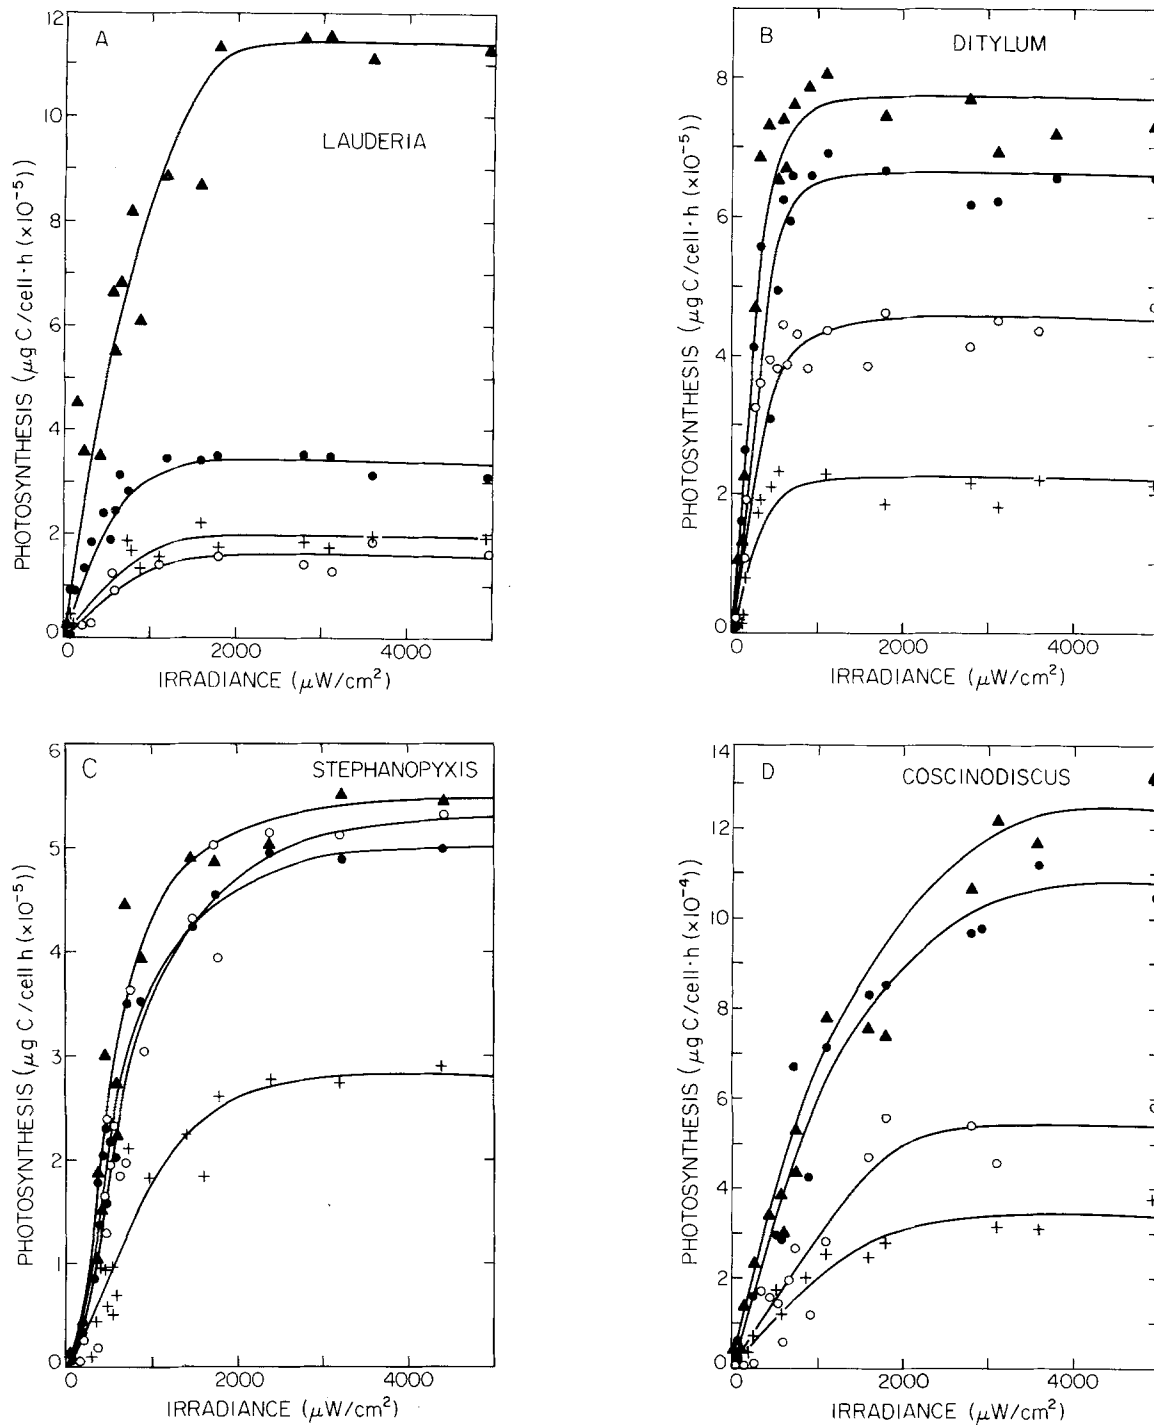 A
LAUDERIA
12
10
8
6
4
2
0
PHOTOSYNTHESIS (µg C/cell·h (×10⁻⁵))
0
2000
4000
IRRADIANCE (µW/cm²)
B
DITYLUM
8
6
4
2
0
PHOTOSYNTHESIS (µg C/cell·h (×10⁻⁵))
0
2000
4000
IRRADIANCE (µW/cm²)
C
STEPHANOPYXIS
6
5
4
3
2
1
0
PHOTOSYNTHESIS (µg C/cell h (×10⁻⁵))
0
2000
4000
IRRADIANCE (µW/cm²)
D
COSCINODISCUS
14
12
10
8
6
4
2
0
PHOTOSYNTHESIS (µg C/cell·h (×10⁻⁴))
0
2000
4000
IRRADIANCE (µW/cm²)